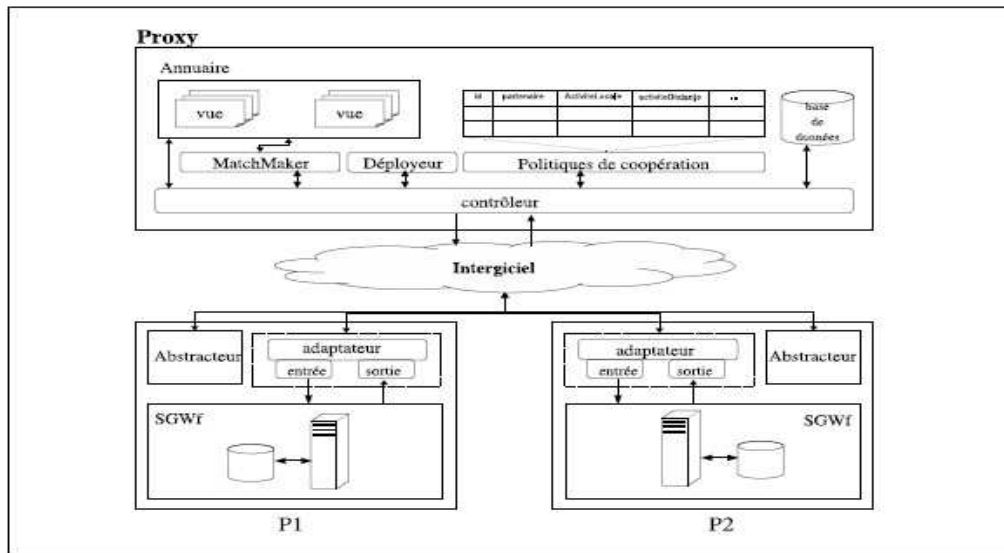 Proxy
Annuaire
vue
vue
id partenaire
base
de
données
MatchMaker
Déployeur
Politiques de coopération
contrôleur
Intergiciel
Abstracteur
adaptateur
entrée
sortie
SGWf
P1
adaptateur
entrée
sortie
Abstracteur
SGWf
P2